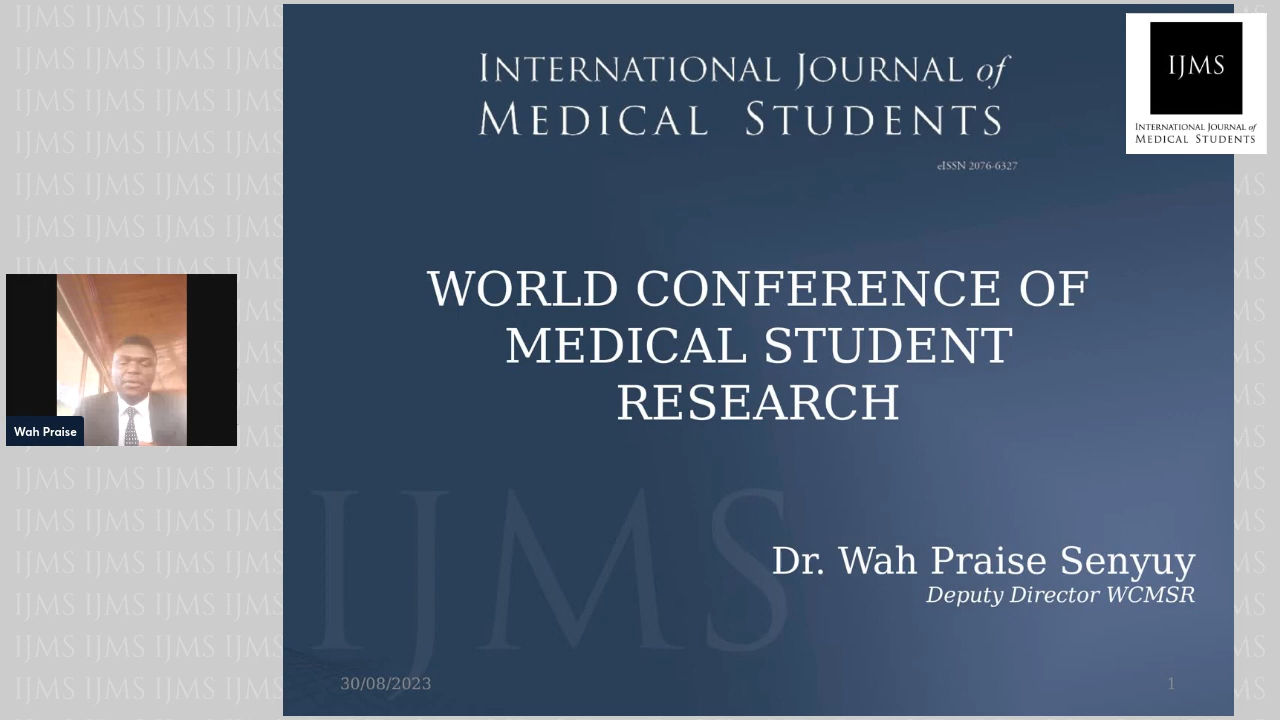 INTERNATIONAL JOURNAL of
MEDICAL STUDENTS
eISSN 2076-6327
IJMS
INTERNATIONAL JOURNAL of
MEDICAL STUDENTS
WORLD CONFERENCE OF
MEDICAL STUDENT
RESEARCH
Wah Praise
IJMS
Dr. Wah Praise Senyuy
Deputy Director WCMSR
30/08/2023
1